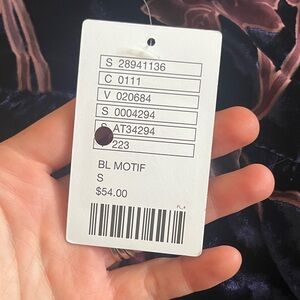 S 28941136
C 0111
V 020684
S 0004294
AT34294
223
BL MOTIF
S
$54.00